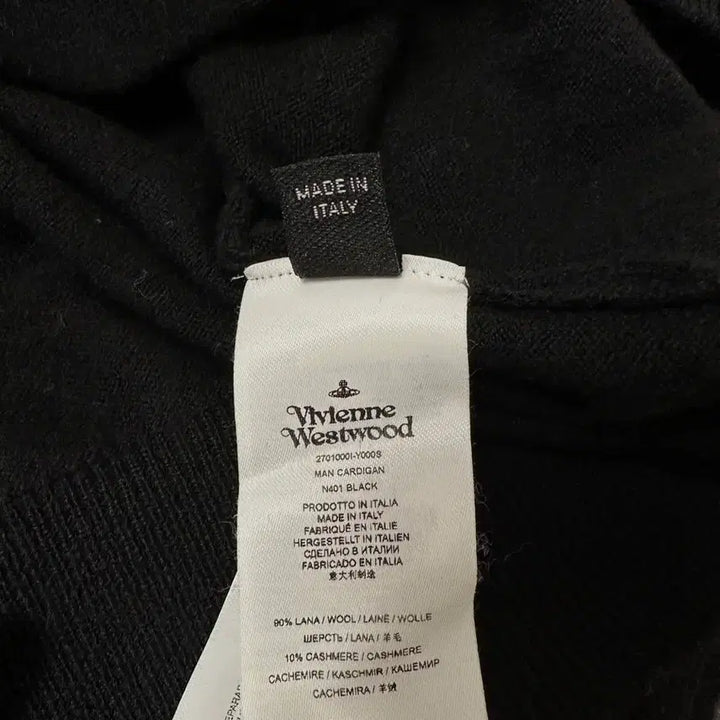 MADE IN
ITALY
Vivienne
Westwood
2701000I-Y000S
MAN CARDIGAN
N401 BLACK
PRODOTTO IN ITALIA
MADE IN ITALY
FABRIQUÉ EN ITALIE
HERGESTELLT IN ITALIEN
СДЕЛАНО В ИТАЛИИ
FABRICADO EN ITALIA
意大利制造
90% LANA / WOOL / LAINE / WOLLE
ШЕРСТЬ / LANA / 羊毛
10% CASHMERE / CASHMERE
CACHEMIRE / KASCHMIR / КАШЕМИР
CACHEMIRA / 羊绒